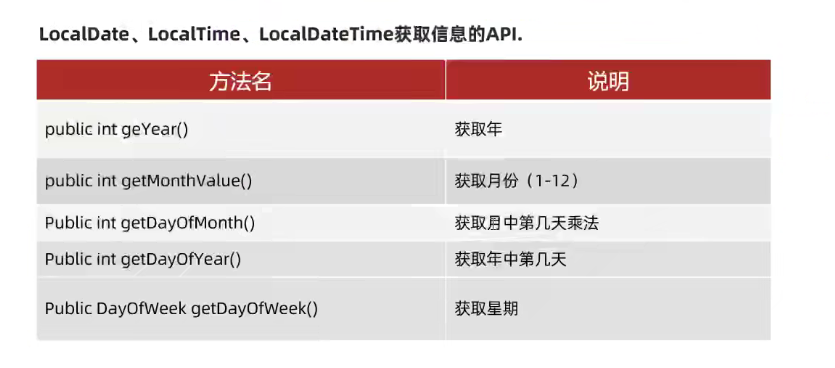 LocalDate、LocalTime、LocalDateTime获取信息的API.
方法名 说明
public int geYear() 获取年
public int getMonthValue() 获取月份（1-12）
Public int getDayOfMonth() 获取月中第几天乘法
Public int getDayOfYear() 获取年中第几天
Public DayOfWeek getDayOfWeek() 获取星期